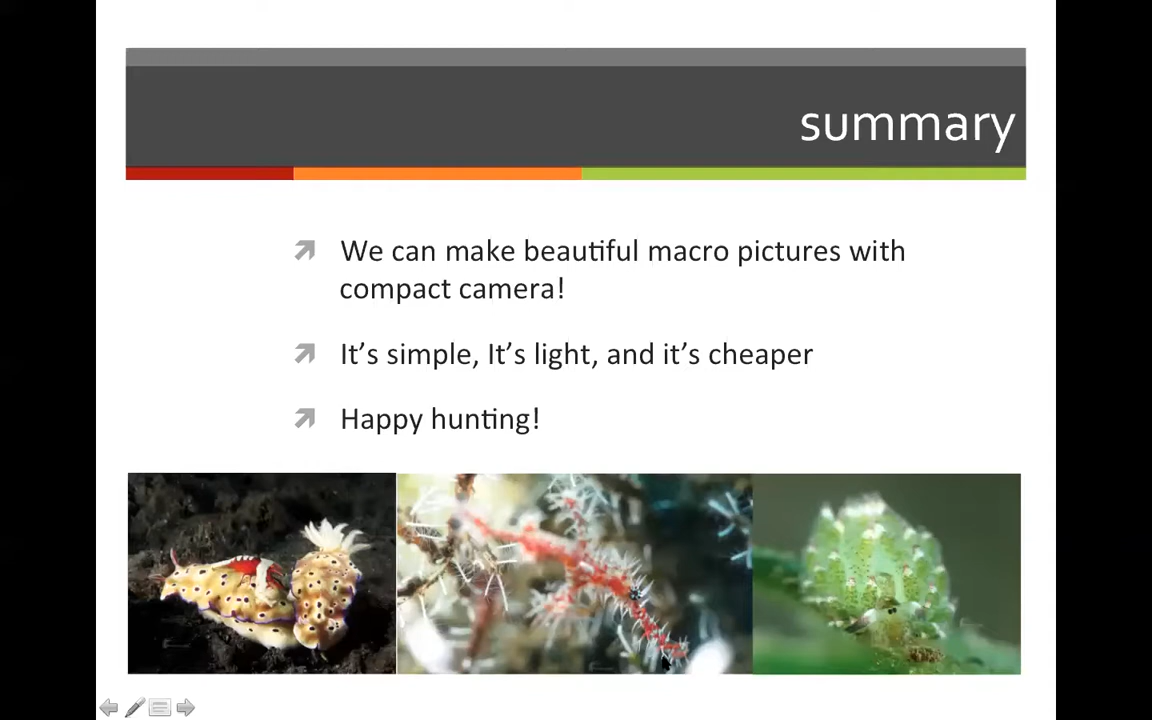 summary
We can make beautiful macro pictures with
compact camera!
It's simple, It's light, and it's cheaper
Happy hunting!